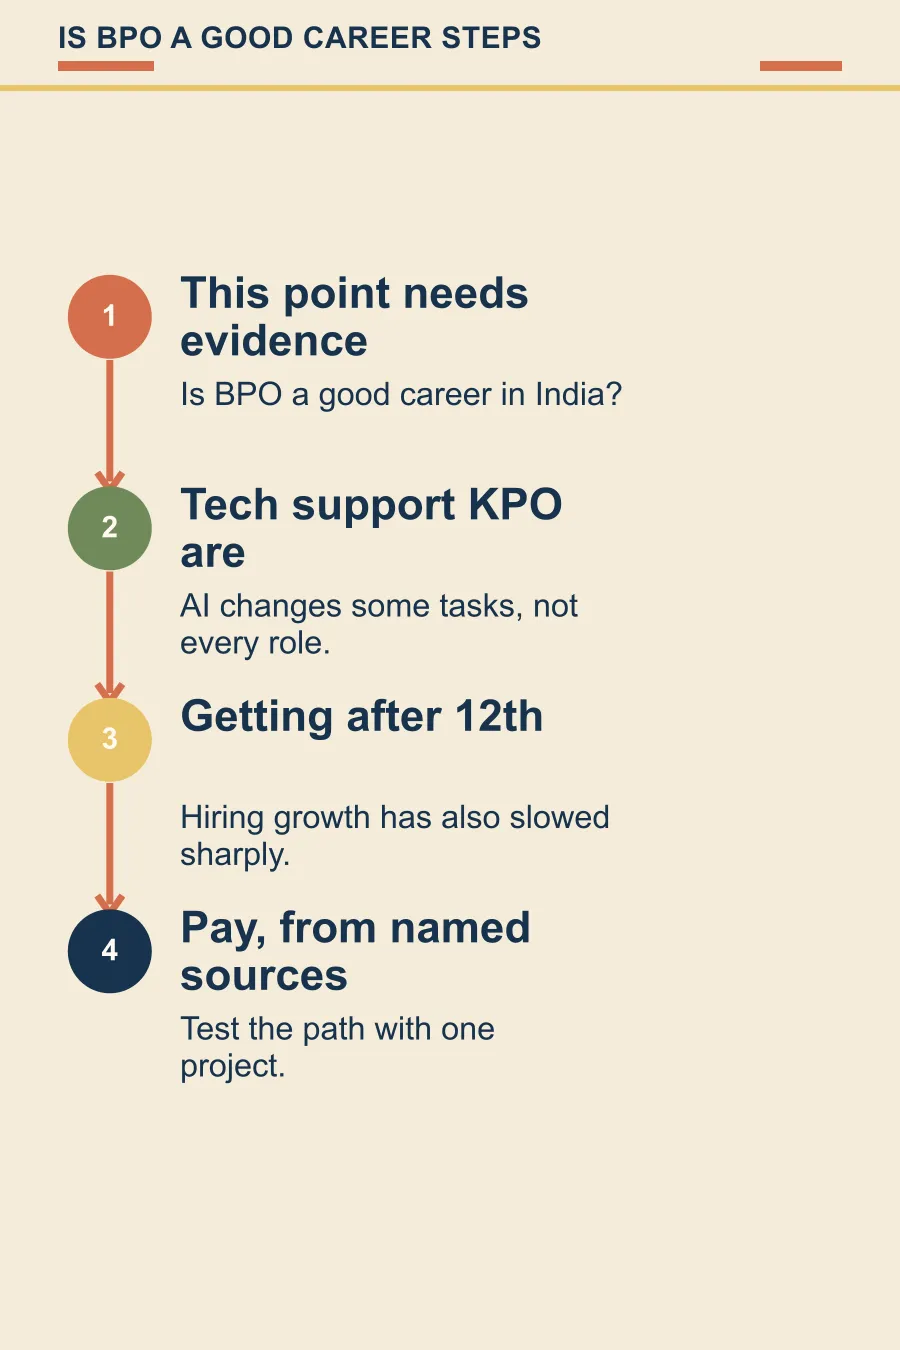 IS BPO A GOOD CAREER STEPS
1
This point needs
evidence
Is BPO a good career in India?
2
Tech support KPO
are
AI changes some tasks, not
every role.
3
Getting after 12th
Hiring growth has also slowed
sharply.
4
Pay, from named
sources
Test the path with one
project.